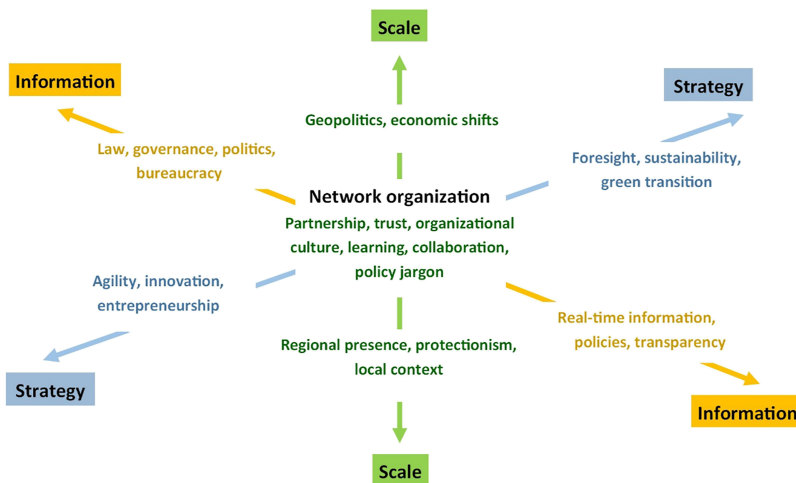 Scale
Information
Strategy
Geopolitics, economic shifts
Law, governance, politics,
bureaucracy
Foresight, sustainability,
green transition
Network organization
Partnership, trust, organizational
culture, learning, collaboration,
policy jargon
Agility, innovation,
entrepreneurship
Real-time information,
policies, transparency
Regional presence, protectionism,
local context
Strategy
Information
Scale